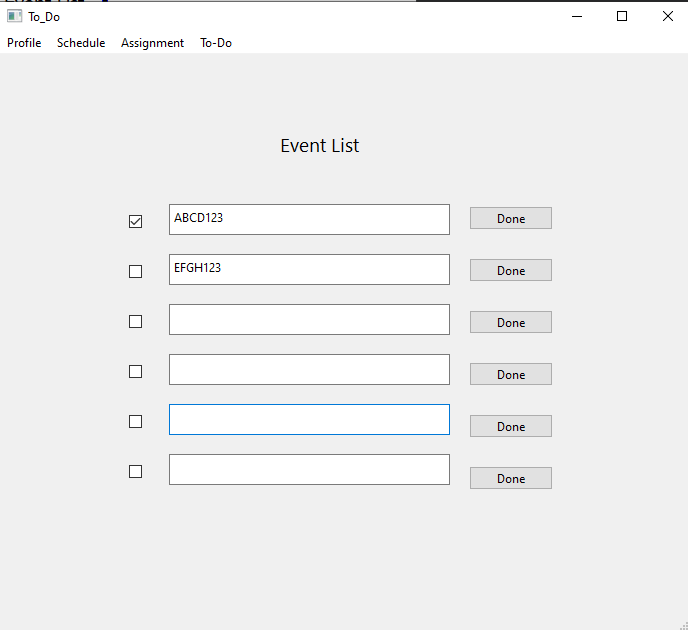 To_Do
Profile Schedule Assignment To-Do
Event List
ABCD123 Done
EFGH123 Done
Done
Done
Done
Done